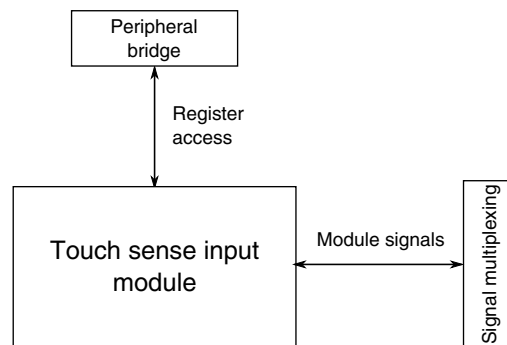 Peripheral
bridge
Register
access
Touch sense input
module
Module signals
Signal multiplexing